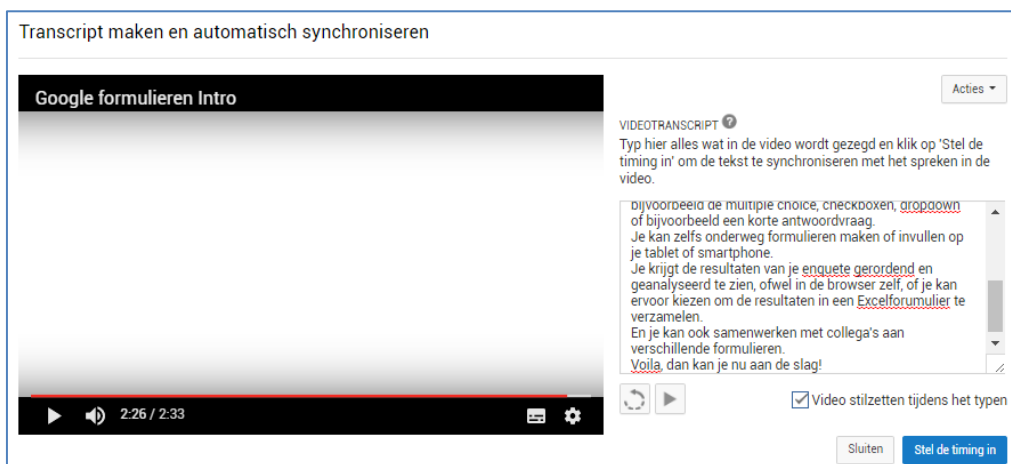 Transcript maken en automatisch synchroniseren
Google formulieren Intro
Acties
VIDEOTRANSCRIPT ?
Typ hier alles wat in de video wordt gezegd en klik op 'Stel de
timing in' om de tekst te synchroniseren met het spreken in de
video.
bijvoorbeeld de multiple choice, checkboxen, dropdown
of bijvoorbeeld een korte antwoordvraag.
Je kan zelfs onderweg formulieren maken of invullen op
je tablet of smartphone.
Je krijgt de resultaten van je enquete gerordend en
geanalyseerd te zien, ofwel in de browser zelf, of je kan
ervoor kiezen om de resultaten in een Excelforumulier te
verzamelen.
En je kan ook samenwerken met collega's aan
verschillende formulieren.
Voila, dan kan je nu aan de slag!
2:26 / 2:33
Video stilzetten tijdens het typen
Sluiten
Stel de timing in